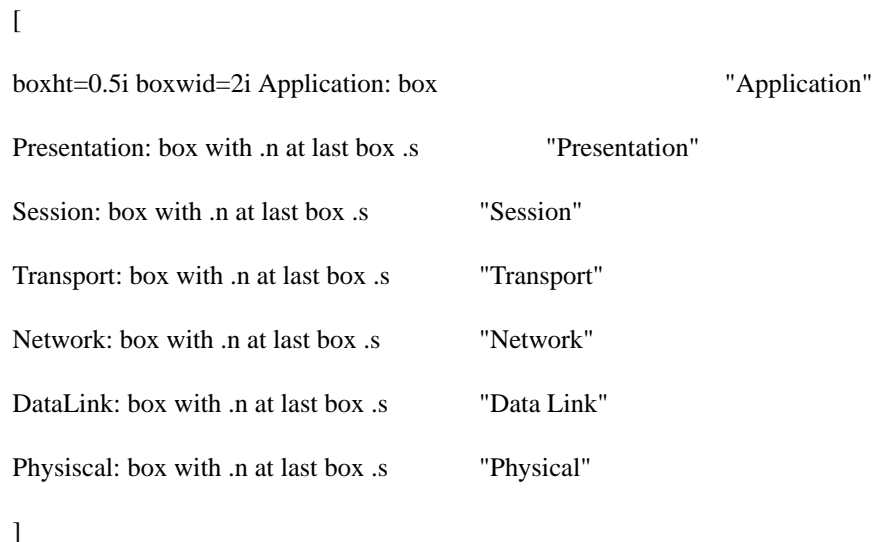 [
boxht=0.5i boxwid=2i Application: box "Application"
Presentation: box with .n at last box .s "Presentation"
Session: box with .n at last box .s "Session"
Transport: box with .n at last box .s "Transport"
Network: box with .n at last box .s "Network"
DataLink: box with .n at last box .s "Data Link"
Physiscal: box with .n at last box .s "Physical"
]